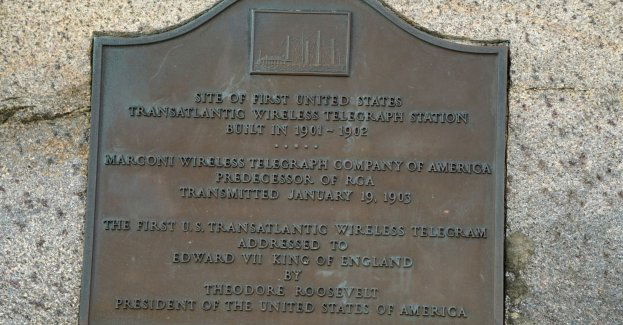 SITE OF FIRST UNITED STATES
TRANSATLANTIC WIRELESS TELEGRAPH STATION
BUILT IN 1901-1902
. . . . .
MARCONI WIRELESS TELEGRAPH COMPANY OF AMERICA
PREDECESSOR OF RCA
TRANSMITTED JANUARY 19, 1903
THE FIRST U.S. TRANSATLANTIC WIRELESS TELEGRAM
ADDRESSED TO
EDWARD VII KING OF ENGLAND
BY
THEODORE ROOSEVELT
PRESIDENT OF THE UNITED STATES OF AMERICA